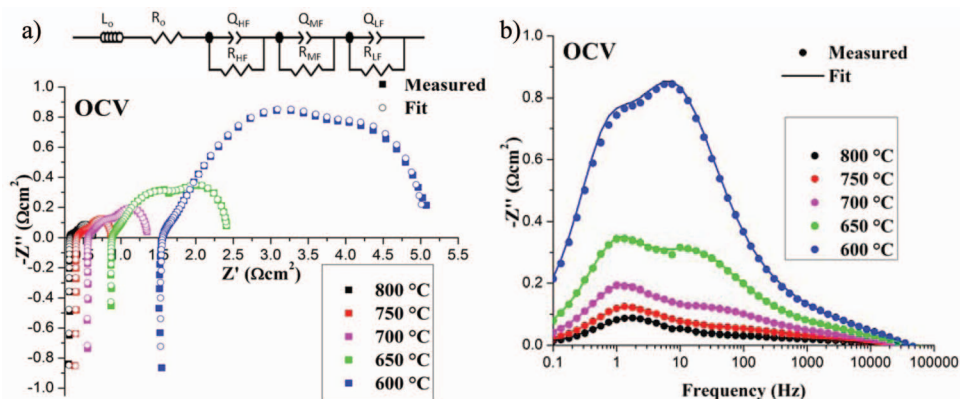 a)
L₀ R₀ Q_HF Q_MF Q_LF
R_HF R_MF R_LF
OCV
Measured
Fit
-Z" (Ωcm²)
1.0
0.8
0.6
0.4
0.2
0.0
-0.2
-0.4
-0.6
-0.8
-1.0
0.5 1.0 1.5 2.0 2.5 3.0 3.5 4.0 4.5 5.0 5.5
Z' (Ωcm²)
800 °C
750 °C
700 °C
650 °C
600 °C
b)
OCV
Measured
Fit
-Z" (Ωcm²)
1.0
0.8
0.6
0.4
0.2
0.0
800 °C
750 °C
700 °C
650 °C
600 °C
0.1 1 10 100 1000 10000 100000
Frequency (Hz)